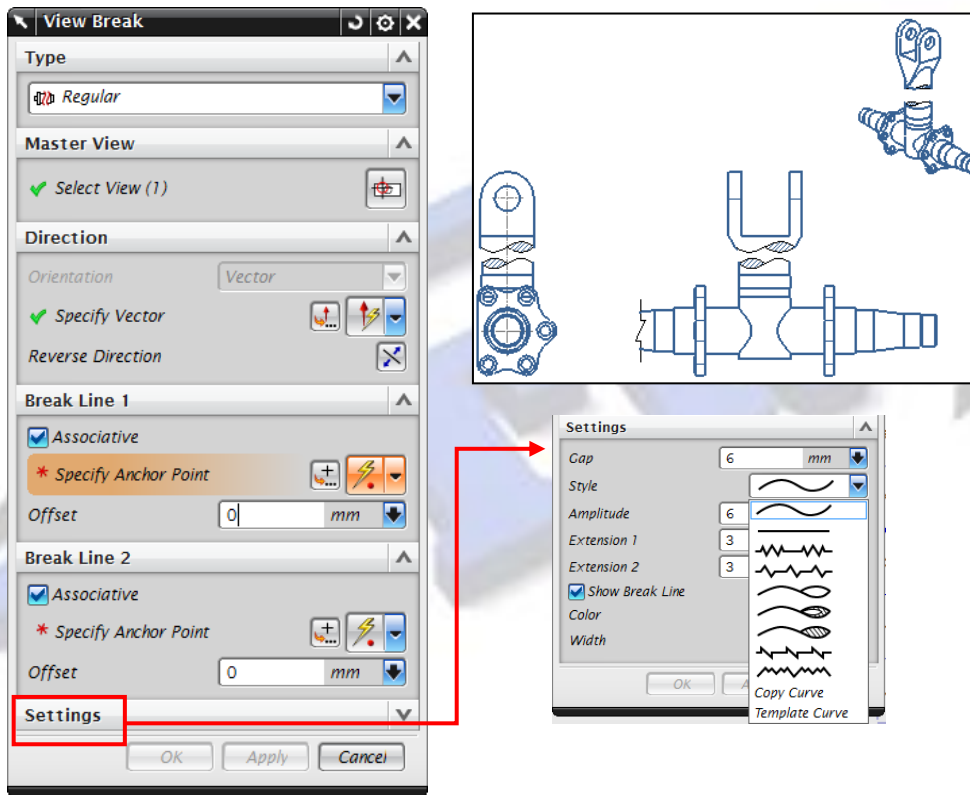 View Break
Type
Regular
Master View
Select View (1)
Direction
Orientation Vector
Specify Vector
Reverse Direction
Break Line 1
Associative
* Specify Anchor Point
Offset 0 mm
Break Line 2
Associative
* Specify Anchor Point
Offset 0 mm
Settings
OK Apply Cancel
Settings
Gap 6 mm
Style
Amplitude 6
Extension 1 3
Extension 2 3
Show Break Line
Color
Width
OK A
Copy Curve
Template Curve